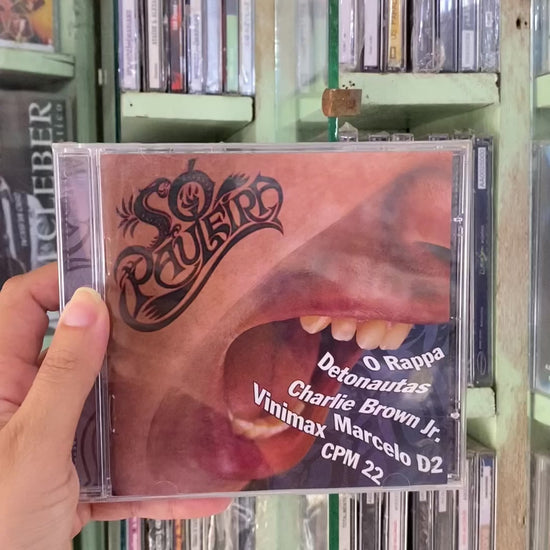 SÓ
PAULEIRA
O Rappa
Detonautas
Charlie Brown Jr.
Vinimax Marcelo D2
CPM 22
CLEBER